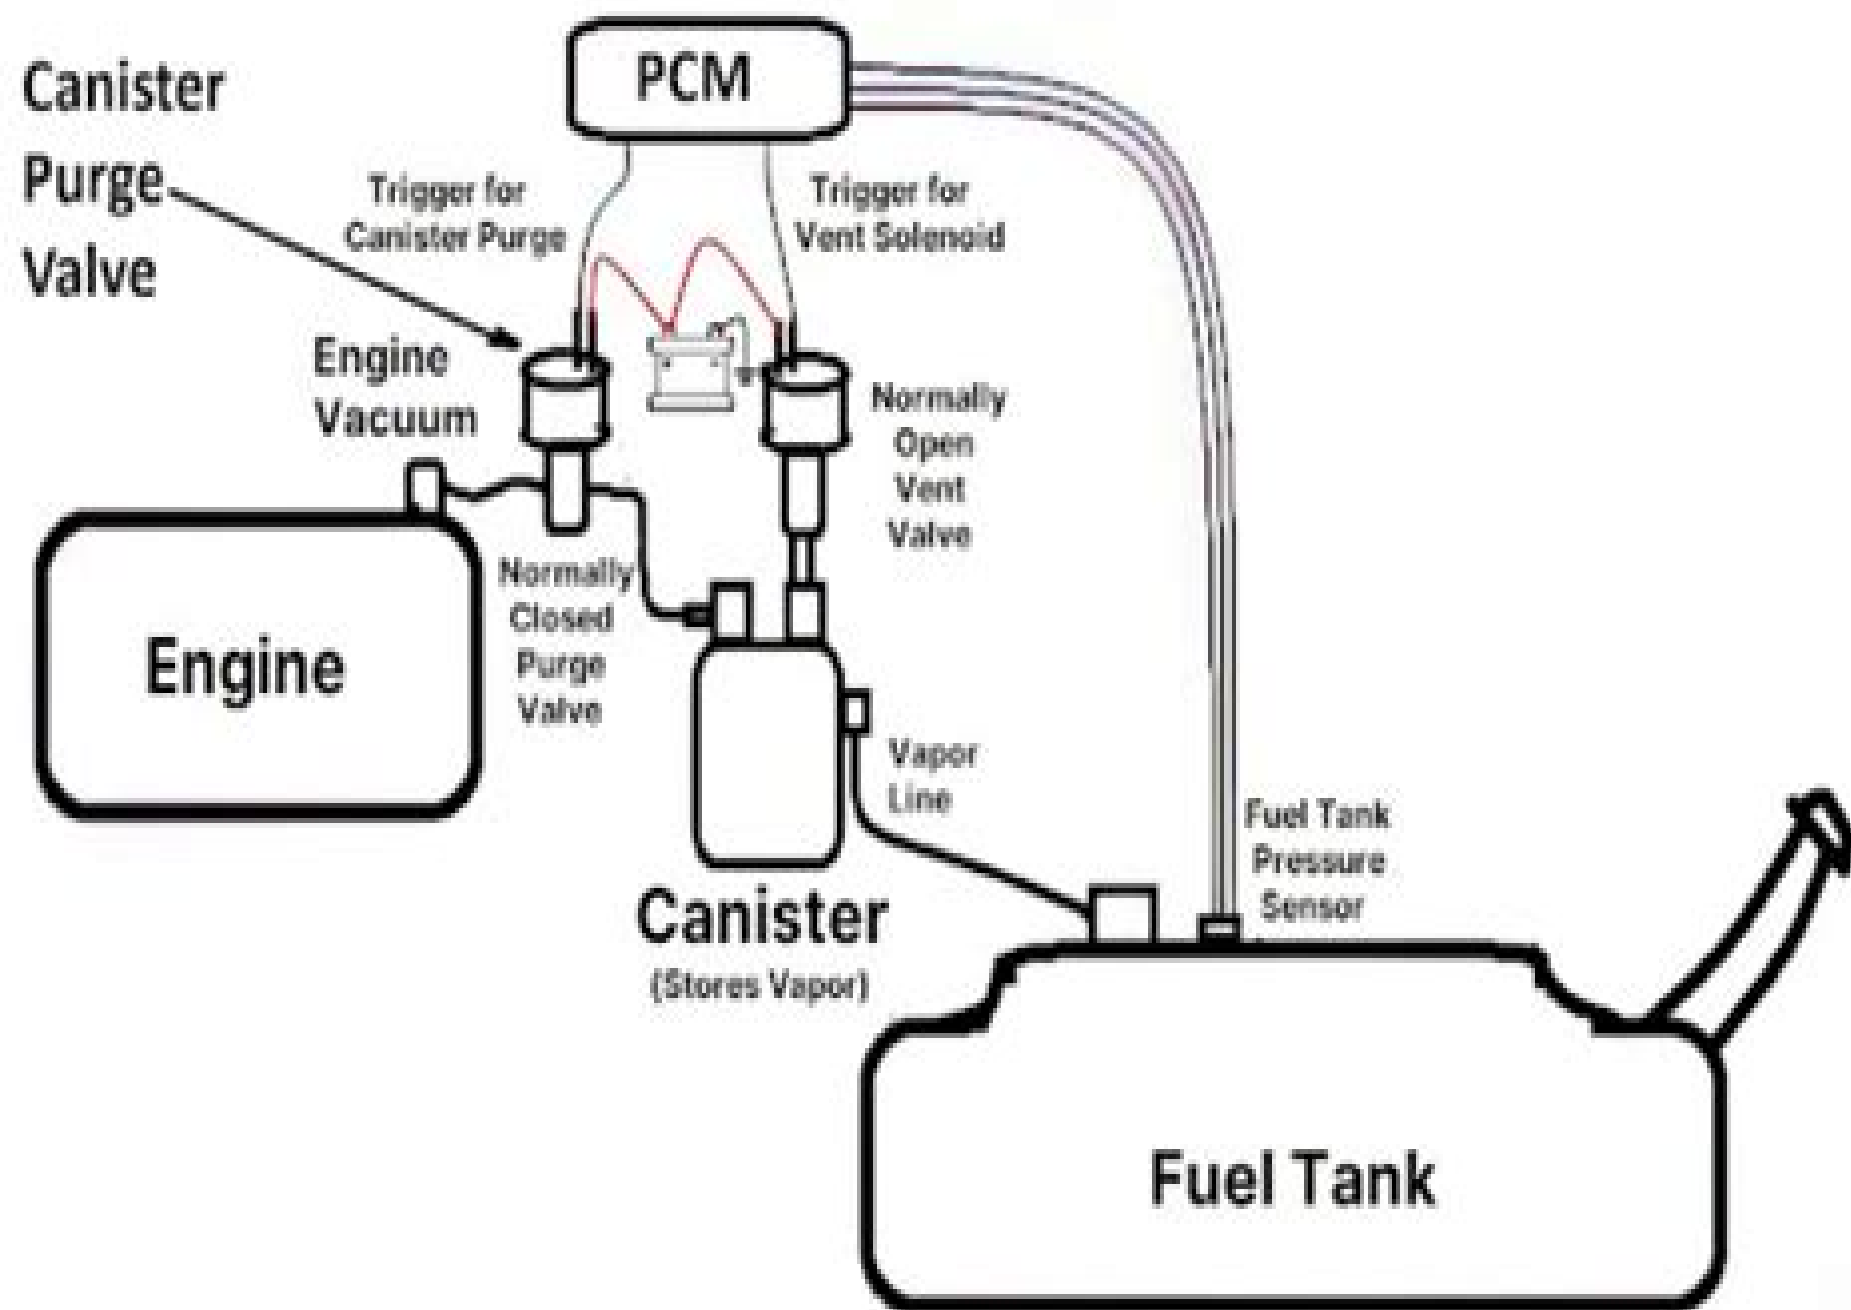 PCM
Canister
Purge
Valve
Trigger for
Canister Purge
Trigger for
Vent Solenoid
Engine
Vacuum
Normally
Open
Vent
Valve
Normally
Closed
Purge
Valve
Engine
Vapor
Line
Fuel Tank
Pressure
Sensor
Canister
(Stores Vapor)
Fuel Tank